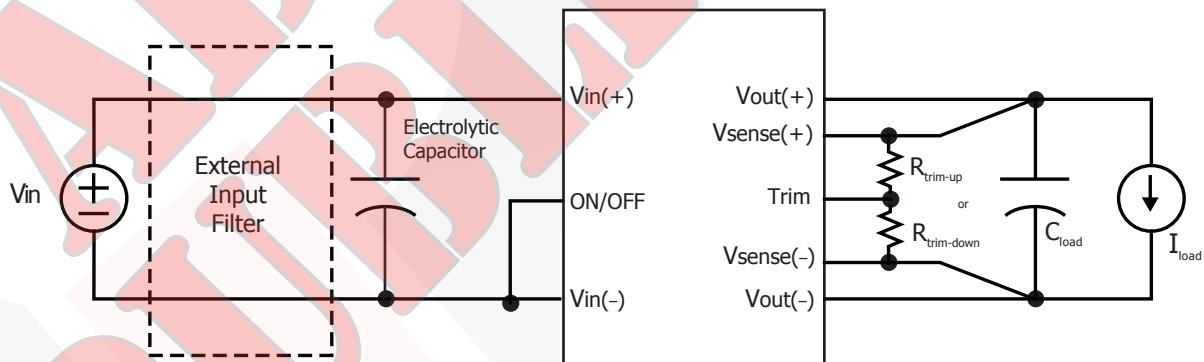 Vin
External
Input
Filter
Electrolytic
Capacitor
Vin(+)
ON/OFF
Vin(−)
Vout(+)
Vsense(+)
Trim
Vsense(−)
Vout(−)
Rtrim-up
or
Rtrim-down
Cload
Iload